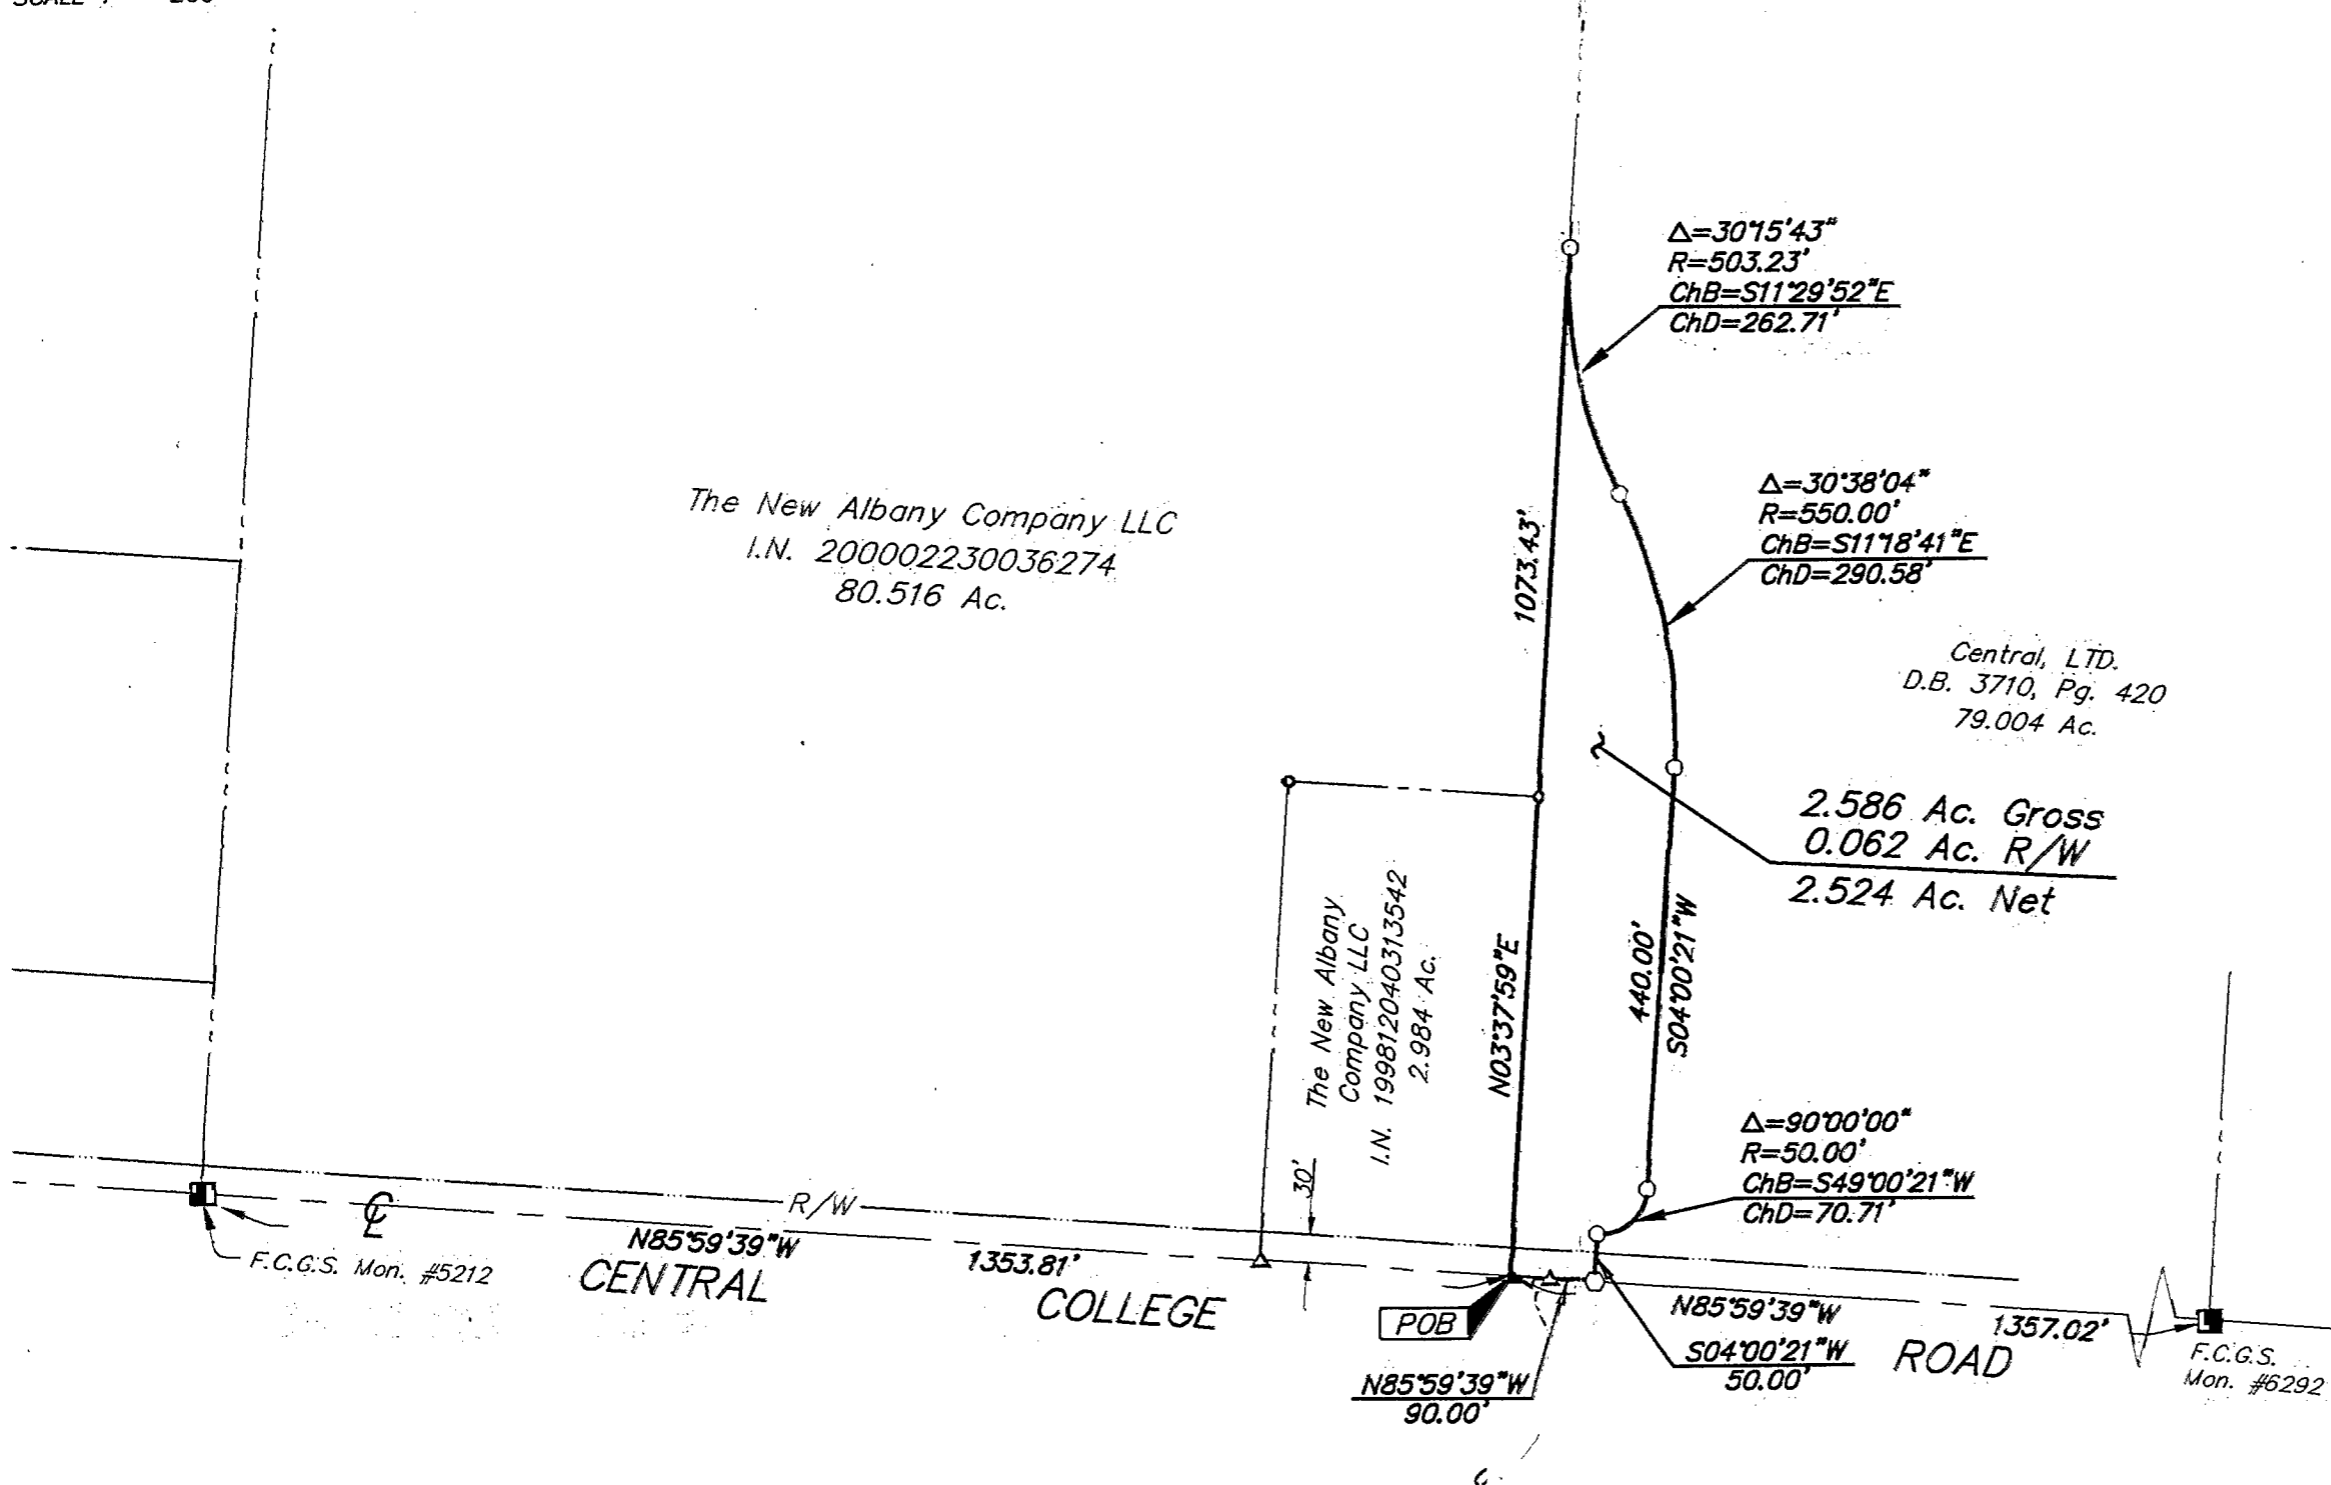 Δ=30°15'43"
R=503.23'
ChB=S11°29'52"E
ChD=262.71'
The New Albany Company LLC
I.N. 200002230036274
80.516 Ac.
1073.43'
Δ=30°38'04"
R=550.00'
ChB=S11°18'41"E
ChD=290.58'
Central, LTD.
D.B. 3710, Pg. 420
79.004 Ac.
2.586 Ac. Gross
0.062 Ac. R/W
2.524 Ac. Net
The New Albany
Company LLC
I.N. 199812040313542
2.984 Ac.
N03°37'59"E
440.00'
S04°00'21"W
Δ=90°00'00"
R=50.00'
ChB=S49°00'21"W
ChD=70.71'
30'
R/W
℄
N85°59'39"W
1353.81'
F.C.G.S. Mon. #5212
CENTRAL
COLLEGE
ROAD
POB
N85°59'39"W
90.00'
N85°59'39"W
1357.02'
S04°00'21"W
50.00'
F.C.G.S.
Mon. #6292